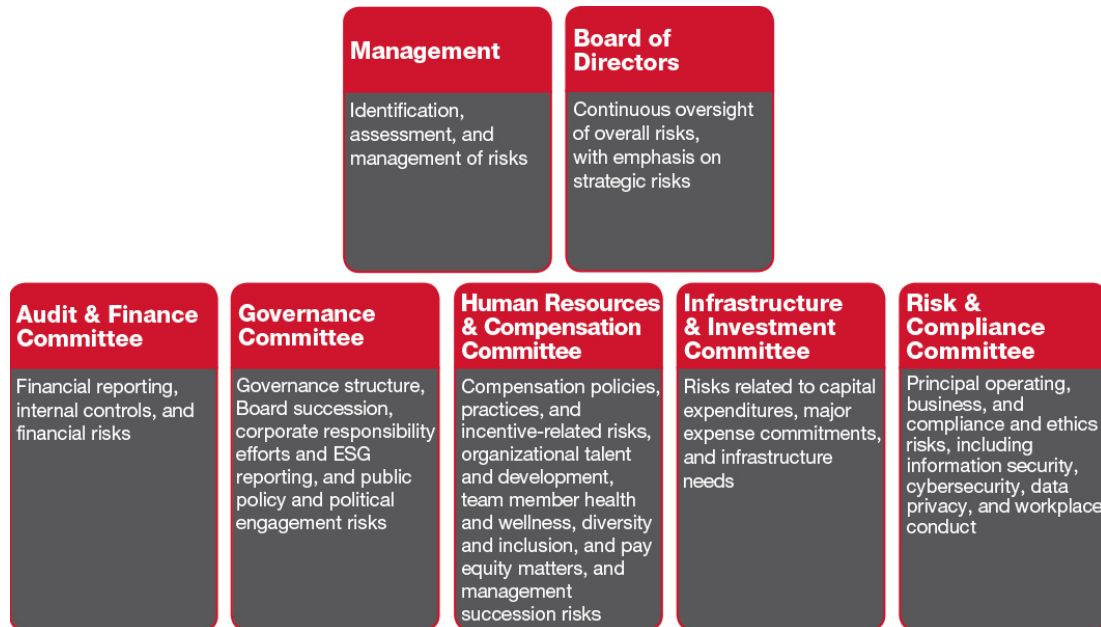 Management
Identification,
assessment, and
management of risks
Board of
Directors
Continuous oversight
of overall risks,
with emphasis on
strategic risks
Audit & Finance
Committee
Financial reporting,
internal controls, and
financial risks
Governance
Committee
Governance structure,
Board succession,
corporate responsibility
efforts and ESG
reporting, and public
policy and political
engagement risks
Human Resources
& Compensation
Committee
Compensation policies,
practices, and
incentive-related risks,
organizational talent
and development,
team member health
and wellness, diversity
and inclusion, and pay
equity matters, and
management
succession risks
Infrastructure
& Investment
Committee
Risks related to capital
expenditures, major
expense commitments,
and infrastructure
needs
Risk &
Compliance
Committee
Principal operating,
business, and
compliance and ethics
risks, including
information security,
cybersecurity, data
privacy, and workplace
conduct